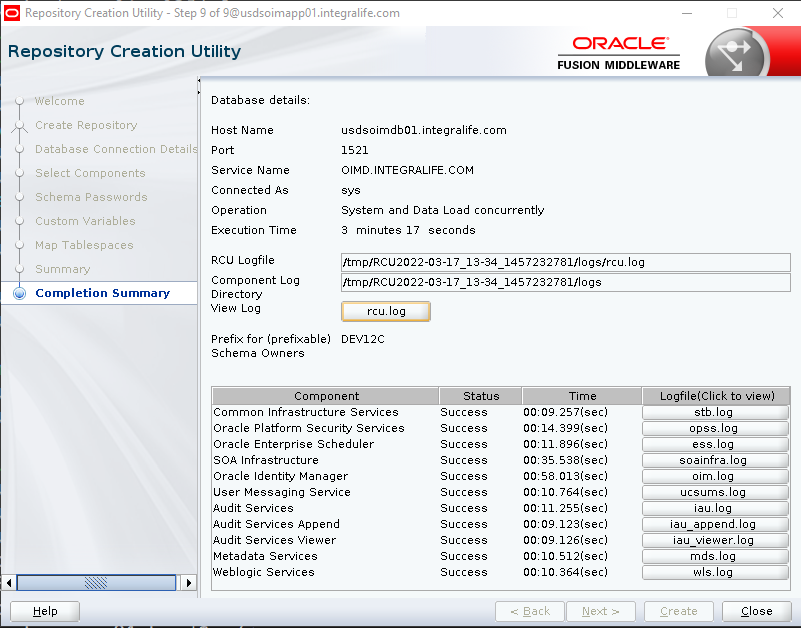 Repository Creation Utility - Step 9 of 9@usdsoimapp01.integralife.com
Repository Creation Utility
ORACLE
FUSION MIDDLEWARE
Welcome
Create Repository
Database Connection Details
Select Components
Schema Passwords
Custom Variables
Map Tablespaces
Summary
Completion Summary
Database details:
Host Name usdsoimdb01.integralife.com
Port 1521
Service Name OIMD.INTEGRALIFE.COM
Connected As sys
Operation System and Data Load concurrently
Execution Time 3 minutes 17 seconds
RCU Logfile /tmp/RCU2022-03-17_13-34_1457232781/logs/rcu.log
Component Log Directory /tmp/RCU2022-03-17_13-34_1457232781/logs
View Log rcu.log
Prefix for (prefixable) Schema Owners DEV12C
Component Status Time Logfile(Click to view)
Common Infrastructure Services Success 00:09.257(sec) stb.log
Oracle Platform Security Services Success 00:14.399(sec) opss.log
Oracle Enterprise Scheduler Success 00:11.896(sec) ess.log
SOA Infrastructure Success 00:35.538(sec) soainfra.log
Oracle Identity Manager Success 00:58.013(sec) oim.log
User Messaging Service Success 00:10.764(sec) ucsums.log
Audit Services Success 00:11.255(sec) iau.log
Audit Services Append Success 00:09.123(sec) iau_append.log
Audit Services Viewer Success 00:09.126(sec) iau_viewer.log
Metadata Services Success 00:10.512(sec) mds.log
Weblogic Services Success 00:10.364(sec) wls.log
Help < Back Next > Create Close